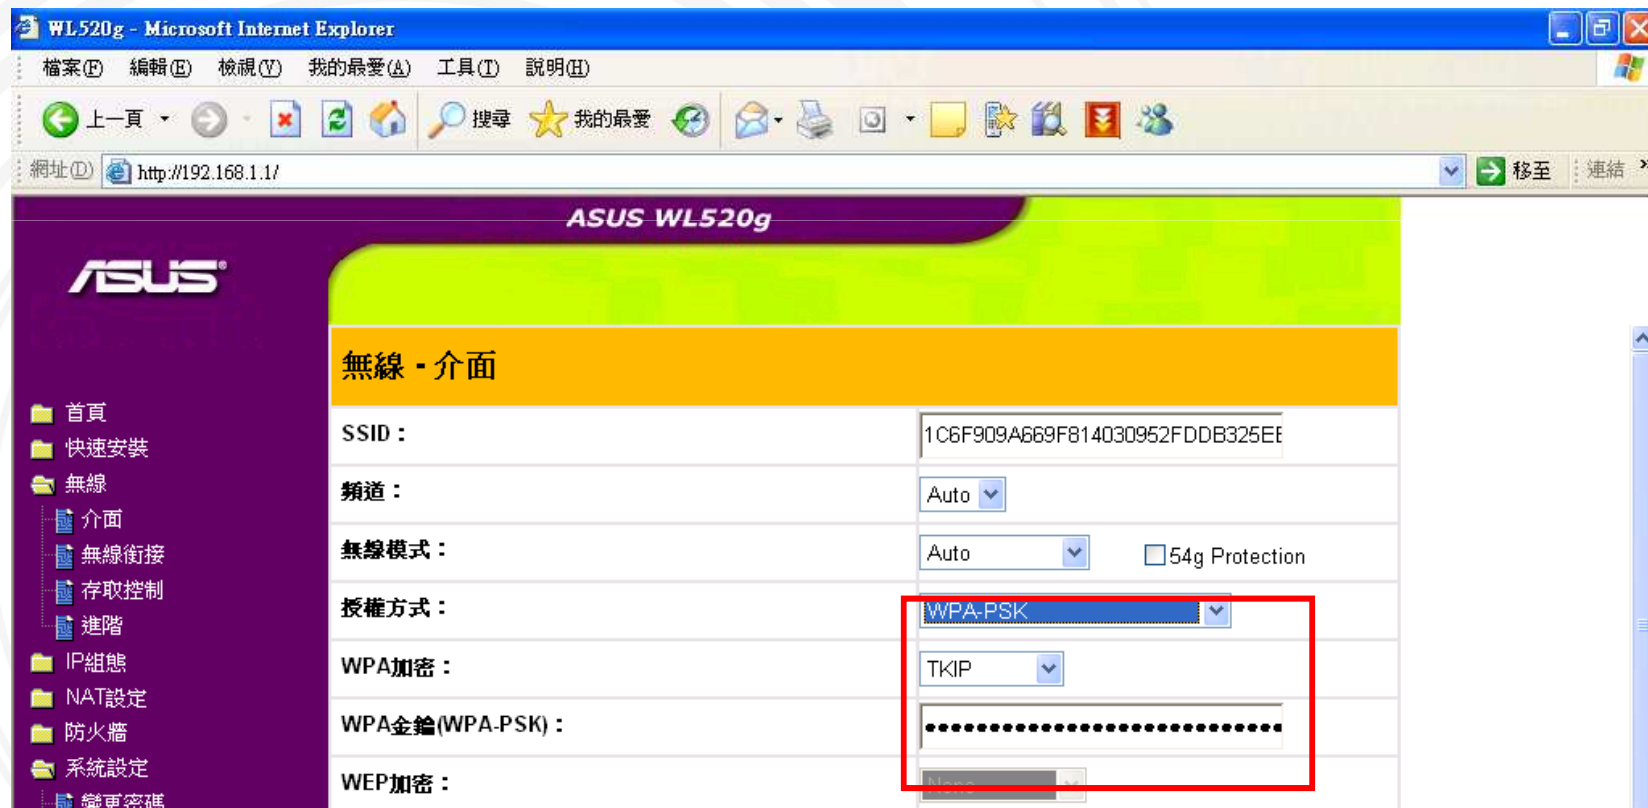 WL520g - Microsoft Internet Explorer
檔案(F) 編輯(E) 檢視(V) 我的最愛(A) 工具(T) 說明(H)
上一頁 搜尋 我的最愛
網址(D) http://192.168.1.1/ 移至 連結 »
ASUS WL520g
ASUS®
無線 - 介面
首頁
快速安裝
無線
介面
無線銜接
存取控制
進階
IP組態
NAT設定
防火牆
系統設定
變更密碼
SSID： 1C6F909A669F814030952FDDB325EE
頻道： Auto
無線模式： Auto 54g Protection
授權方式： WPA-PSK
WPA加密： TKIP
WPA金鑰(WPA-PSK)： ●●●●●●●●●●●●●●●●●●●●●●●●●●●●
WEP加密： None